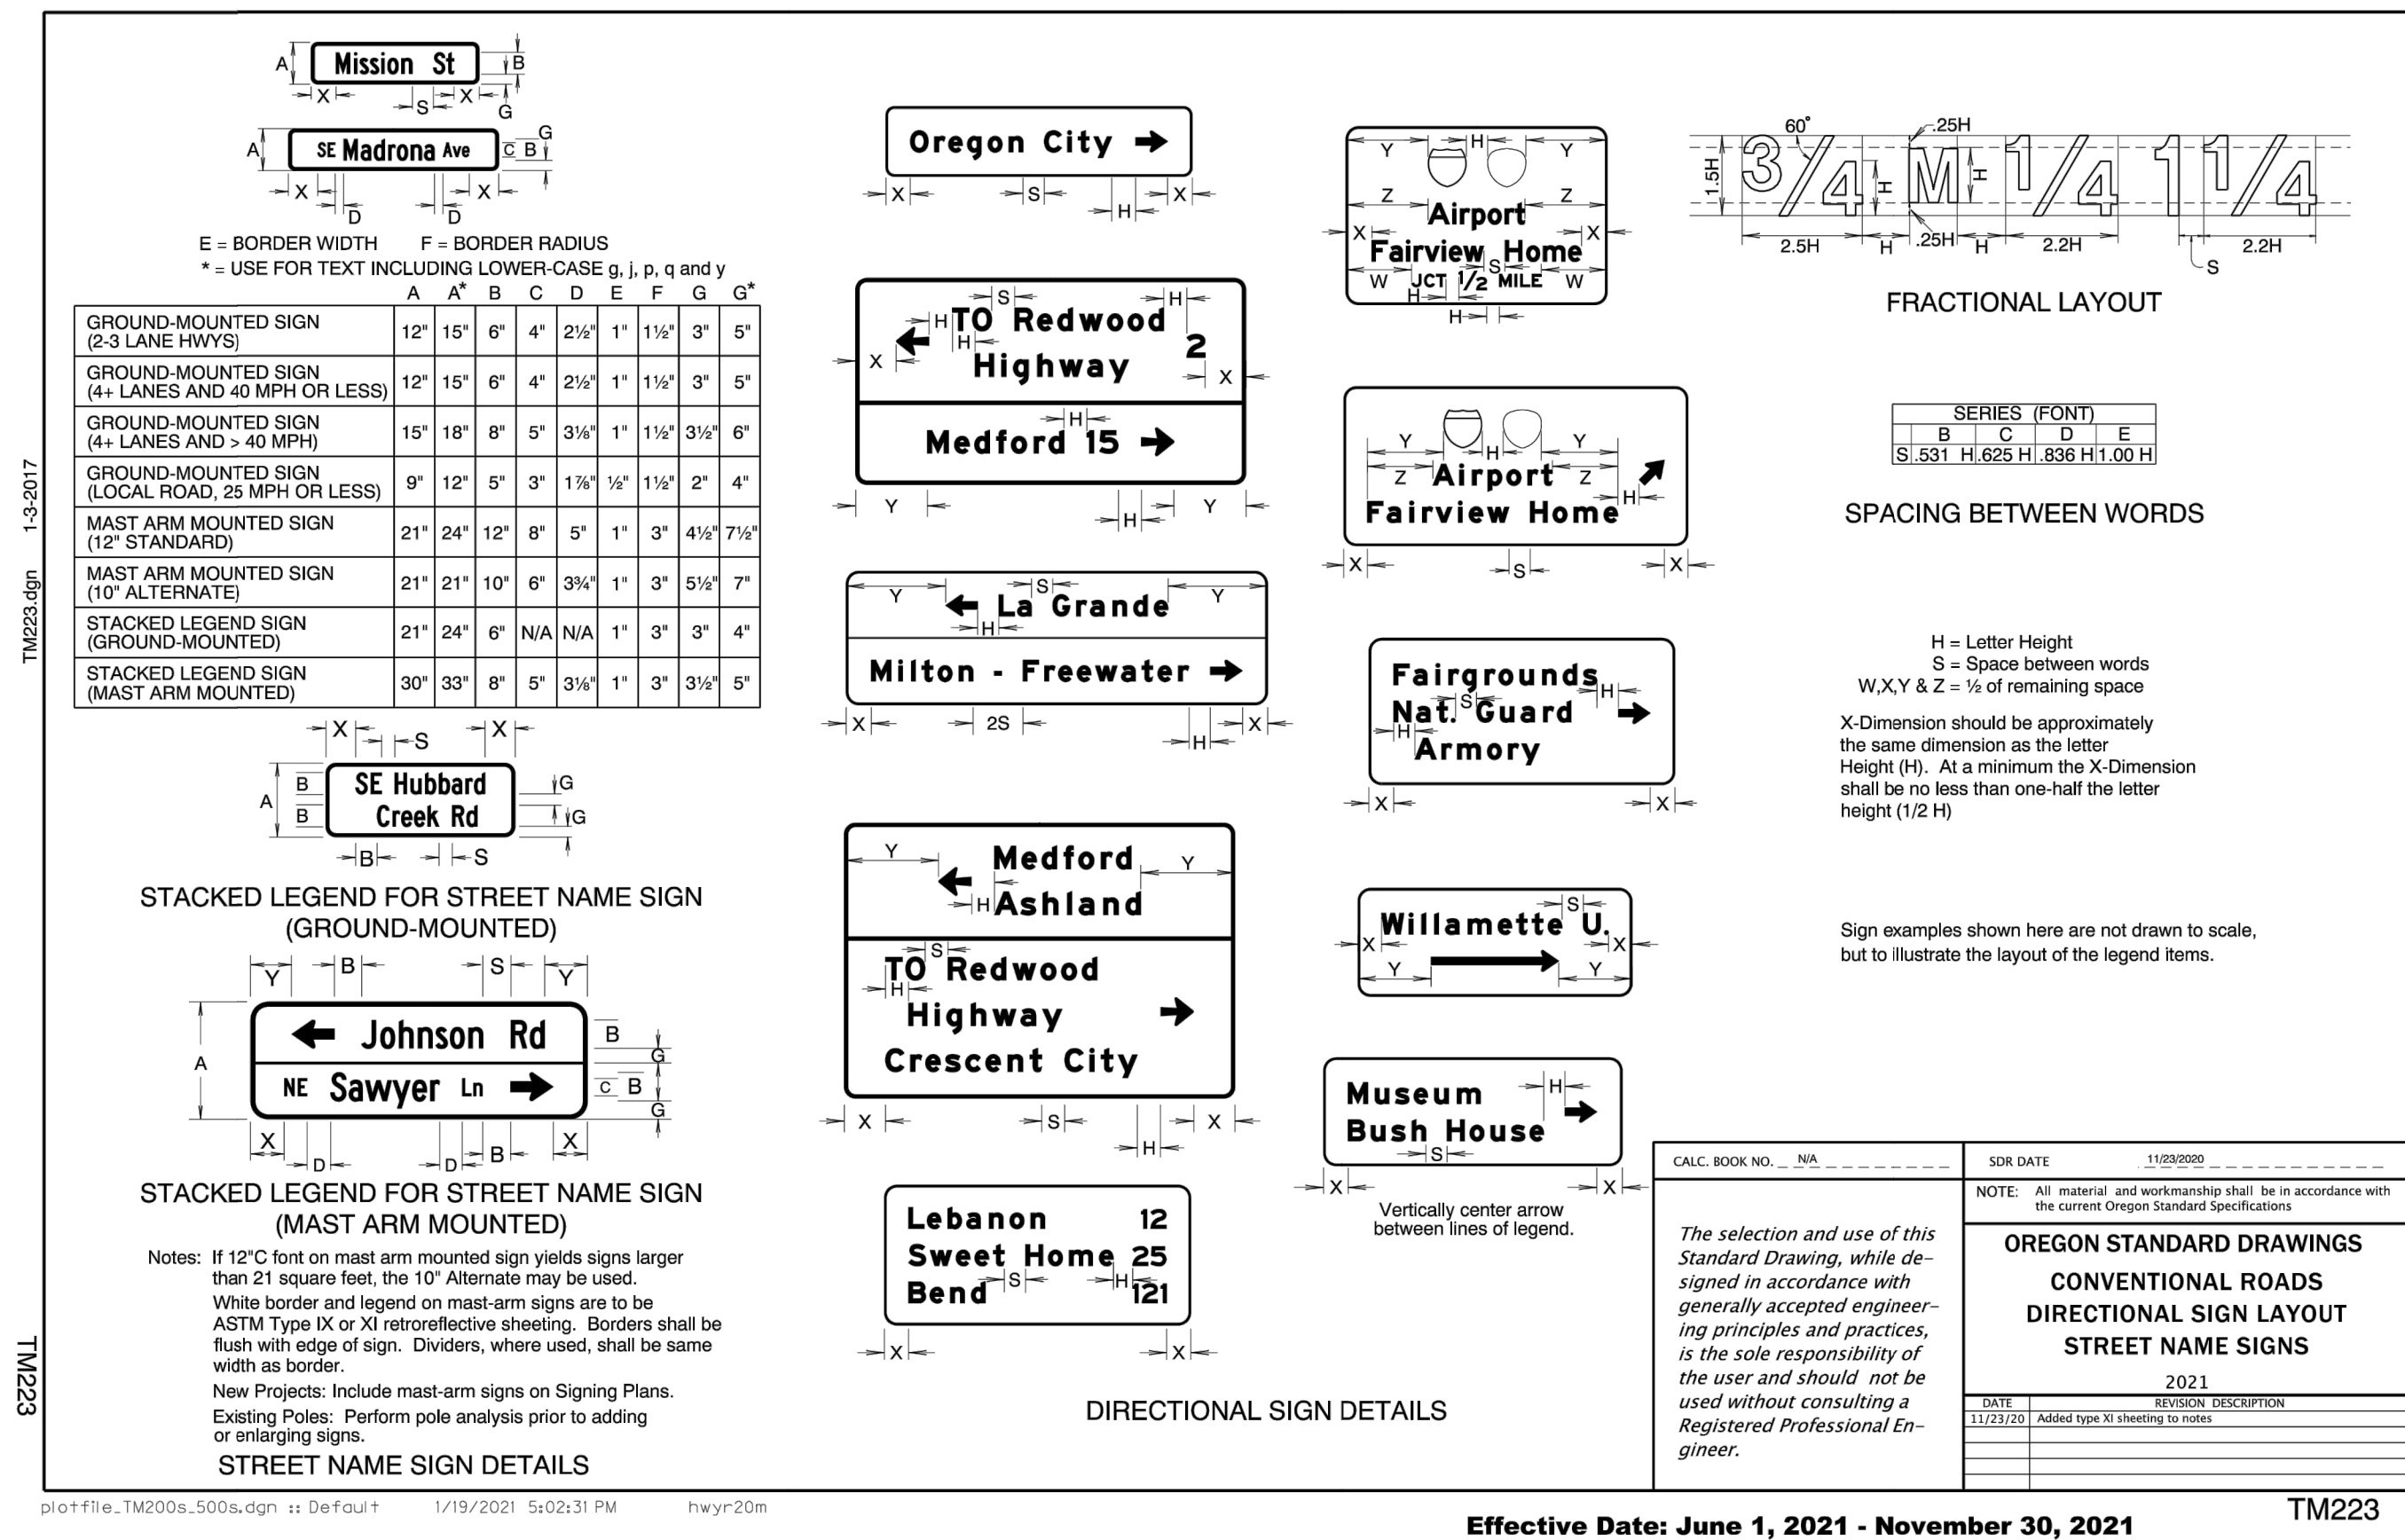 Mission St
A
B
X
S
X
G
SE Madrona Ave
A
G
C B
X
X
D
D
E = BORDER WIDTH F = BORDER RADIUS
* = USE FOR TEXT INCLUDING LOWER-CASE g, j, p, q and y
A A* B C D E F G G*
GROUND-MOUNTED SIGN
(2-3 LANE HWYS)
12" 15" 6" 4" 2½" 1" 1½" 3" 5"
GROUND-MOUNTED SIGN
(4+ LANES AND 40 MPH OR LESS)
12" 15" 6" 4" 2½" 1" 1½" 3" 5"
GROUND-MOUNTED SIGN
(4+ LANES AND > 40 MPH)
15" 18" 8" 5" 3⅛" 1" 1½" 3½" 6"
GROUND-MOUNTED SIGN
(LOCAL ROAD, 25 MPH OR LESS)
9" 12" 5" 3" 1⅞" ½" 1½" 2" 4"
MAST ARM MOUNTED SIGN
(12" STANDARD)
21" 24" 12" 8" 5" 1" 3" 4½" 7½"
MAST ARM MOUNTED SIGN
(10" ALTERNATE)
21" 21" 10" 6" 3¾" 1" 3" 5½" 7"
STACKED LEGEND SIGN
(GROUND-MOUNTED)
21" 24" 6" N/A N/A 1" 3" 3" 4"
STACKED LEGEND SIGN
(MAST ARM MOUNTED)
30" 33" 8" 5" 3⅛" 1" 3" 3½" 5"
X
S
X
A
B
B
SE Hubbard
Creek Rd
G
G
B
S
STACKED LEGEND FOR STREET NAME SIGN
(GROUND-MOUNTED)
Y
B
S
Y
A
Johnson Rd
B
G
NE Sawyer Ln
C B
G
X
D
D
B
X
STACKED LEGEND FOR STREET NAME SIGN
(MAST ARM MOUNTED)
Notes: If 12"C font on mast arm mounted sign yields signs larger
than 21 square feet, the 10" Alternate may be used.
White border and legend on mast-arm signs are to be
ASTM Type IX or XI retroreflective sheeting. Borders shall be
flush with edge of sign. Dividers, where used, shall be same
width as border.
New Projects: Include mast-arm signs on Signing Plans.
Existing Poles: Perform pole analysis prior to adding
or enlarging signs.
STREET NAME SIGN DETAILS
Oregon City
X
S
H
X
S
H
H
TO Redwood
H
2
Highway
X
X
H
Medford 15
Y
H
Y
Y
S
Y
La Grande
H
Milton - Freewater
X
2S
H
X
Y
Medford
Y
H
Ashland
S
TO Redwood
H
Highway
Crescent City
X
S
H
X
Lebanon 12
Sweet Home 25
S
H
Bend 121
X
X
DIRECTIONAL SIGN DETAILS
Y
H
Y
Z
Z
Airport
X
X
Fairview Home
S
W JCT 1/2 MILE W
H
H
Y
Y
H
Z Airport Z
H
Fairview Home
X
S
X
Fairgrounds
H
S
Nat. Guard
H
Armory
X
X
S
Willamette U.
X
X
Y
Y
Museum
H
Bush House
S
X
X
Vertically center arrow
between lines of legend.
60°
.25H
1.5H
3/4 M 1/4 1 1/4
H
H
2.5H
H
.25H
H
2.2H
S
2.2H
FRACTIONAL LAYOUT
SERIES (FONT)
B C D E
S .531 H .625 H .836 H 1.00 H
SPACING BETWEEN WORDS
H = Letter Height
S = Space between words
W,X,Y & Z = ½ of remaining space
X-Dimension should be approximately
the same dimension as the letter
Height (H). At a minimum the X-Dimension
shall be no less than one-half the letter
height (1/2 H)
Sign examples shown here are not drawn to scale,
but to illustrate the layout of the legend items.
CALC. BOOK NO. N/A
SDR DATE 11/23/2020
NOTE: All material and workmanship shall be in accordance with
the current Oregon Standard Specifications
The selection and use of this
Standard Drawing, while de-
signed in accordance with
generally accepted engineer-
ing principles and practices,
is the sole responsibility of
the user and should not be
used without consulting a
Registered Professional En-
gineer.
OREGON STANDARD DRAWINGS
CONVENTIONAL ROADS
DIRECTIONAL SIGN LAYOUT
STREET NAME SIGNS
2021
DATE REVISION DESCRIPTION
11/23/20 Added type XI sheeting to notes
TM223.dgn 1-3-2017
TM223
plotfile_TM200s_500s.dgn :: Default 1/19/2021 5:02:31 PM hwyr20m
TM223
Effective Date: June 1, 2021 - November 30, 2021